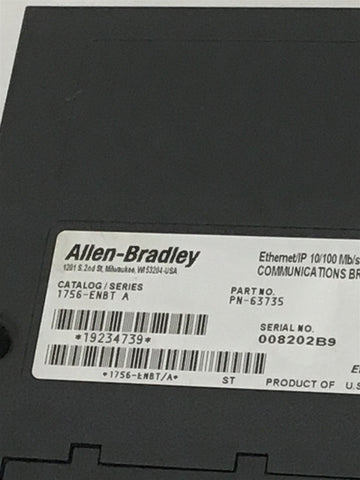 Allen-Bradley
1201 S. 2nd St, Milwaukee, WI 53204-USA
Ethernet/IP 10/100 Mb/s
COMMUNICATIONS BR
CATALOG / SERIES
1756-ENBT A
PART NO.
PN-63735
SERIAL NO.
008202B9
*19234739*
*1756-ENBT/A*
ST
PRODUCT OF U.S